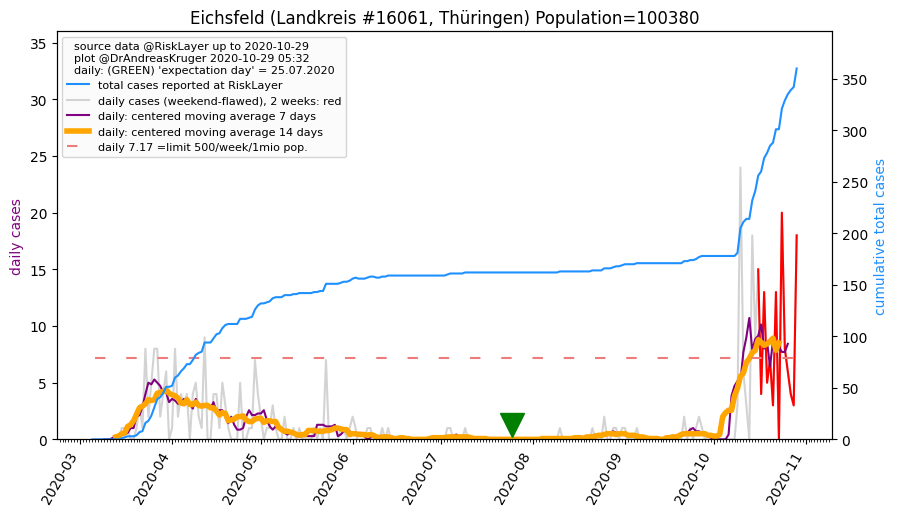 Eichsfeld (Landkreis #16061, Thüringen) Population=100380
source data @RiskLayer up to 2020-10-29
plot @DrAndreasKruger 2020-10-29 05:32
daily: (GREEN) 'expectation day' = 25.07.2020
total cases reported at RiskLayer
daily cases (weekend-flawed), 2 weeks: red
daily: centered moving average 7 days
daily: centered moving average 14 days
daily 7.17 =limit 500/week/1mio pop.
daily cases
35
30
25
20
15
10
5
0
cumulative total cases
350
300
250
200
150
100
50
0
2020-03
2020-04
2020-05
2020-06
2020-07
2020-08
2020-09
2020-10
2020-11